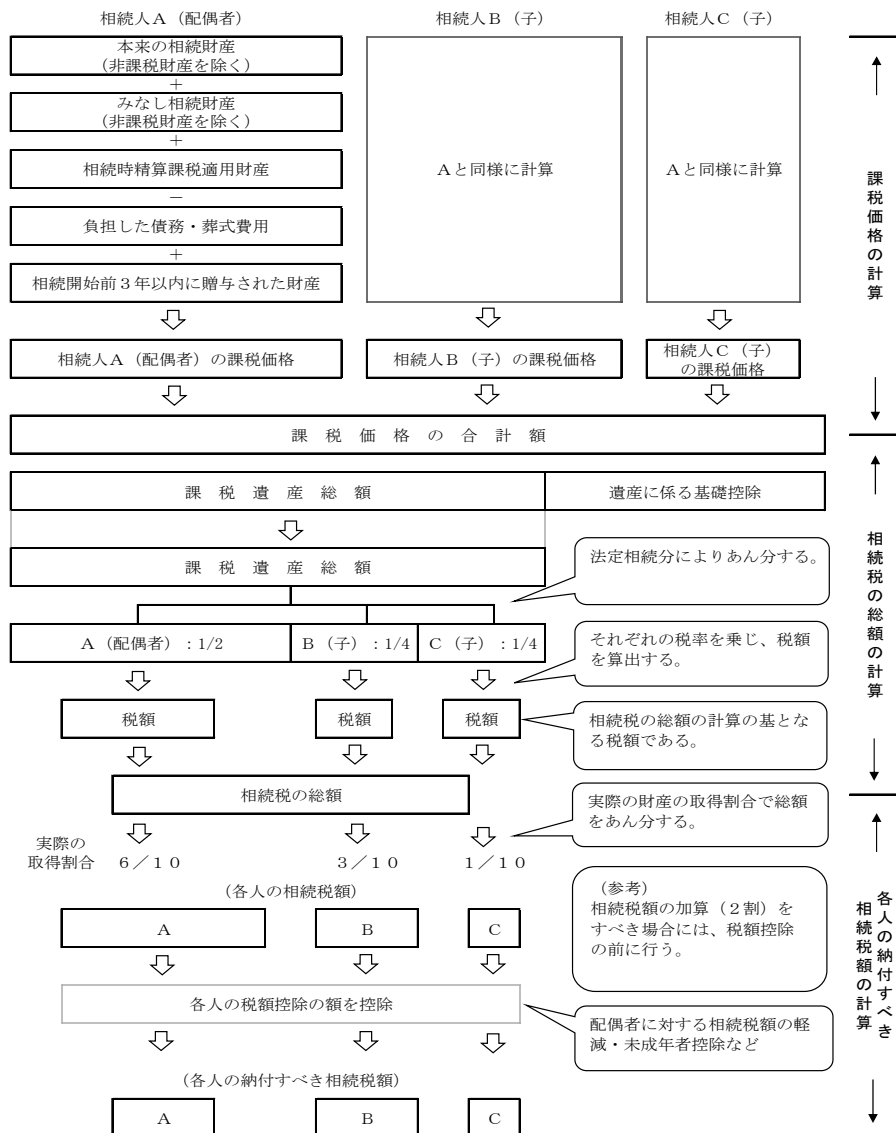 相続人A（配偶者）
相続人B（子）
相続人C（子）
本来の相続財産
（非課税財産を除く）
＋
みなし相続財産
（非課税財産を除く）
＋
相続時精算課税適用財産
－
負担した債務・葬式費用
＋
相続開始前３年以内に贈与された財産
Aと同様に計算
Aと同様に計算
課税価格の計算
相続人A（配偶者）の課税価格
相続人B（子）の課税価格
相続人C（子）
の課税価格
課税価格の合計額
課税遺産総額
遺産に係る基礎控除
課税遺産総額
法定相続分によりあん分する。
A（配偶者）：1/2
B（子）：1/4
C（子）：1/4
それぞれの税率を乗じ、税額
を算出する。
税額
税額
税額
相続税の総額の計算の基とな
る税額である。
相続税の総額の計算
相続税の総額
実際の財産の取得割合で総額
をあん分する。
実際の
取得割合
６／１０
３／１０
１／１０
（各人の相続税額）
（参考）
相続税額の加算（２割）を
すべき場合には、税額控除
の前に行う。
A
B
C
各人の税額控除の額を控除
配偶者に対する相続税額の軽
減・未成年者控除など
（各人の納付すべき相続税額）
A
B
C
各人の納付すべき
相続税額の計算